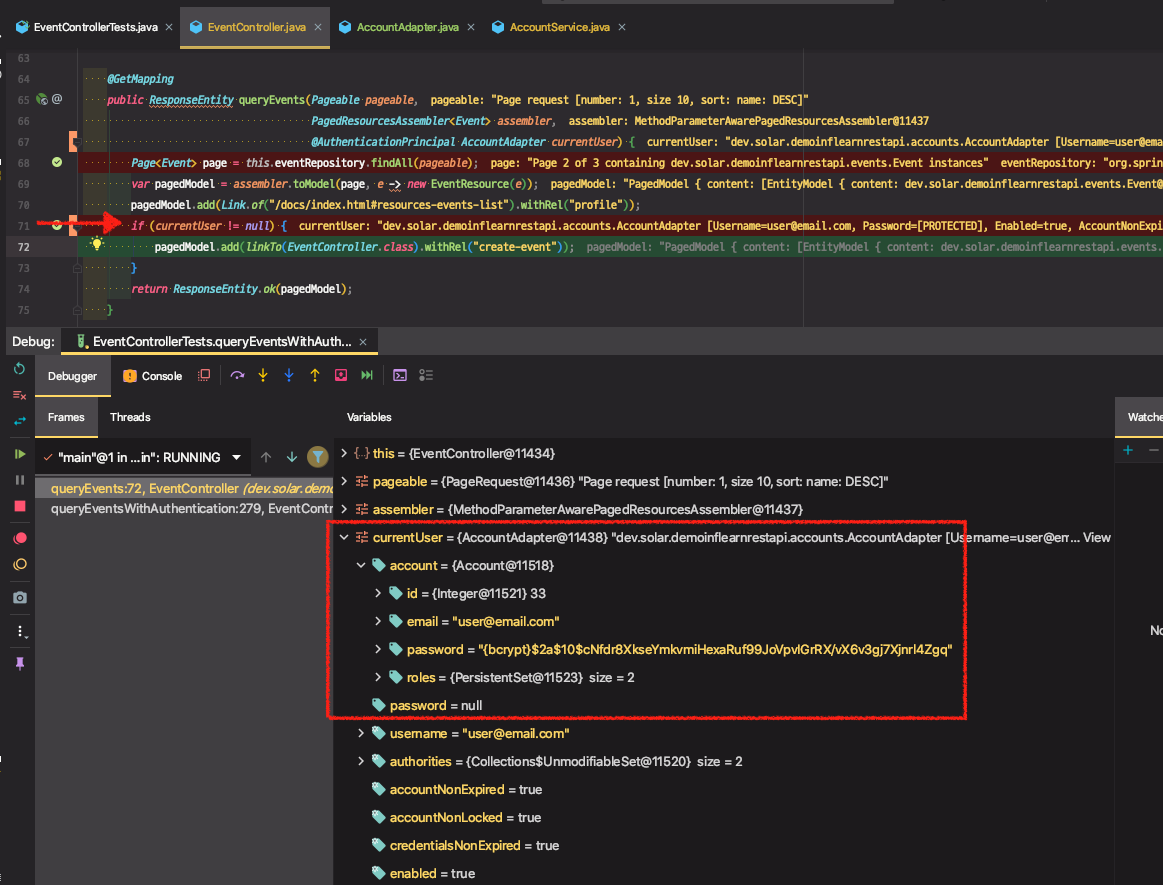 EventControllerTests.java × EventController.java × AccountAdapter.java × AccountService.java ×
63
64 @GetMapping
65 @ public ResponseEntity queryEvents(Pageable pageable, pageable: "Page request [number: 1, size 10, sort: name: DESC]"
66 PagedResourcesAssembler<Event> assembler, assembler: MethodParameterAwarePagedResourcesAssembler@11437
67 @AuthenticationPrincipal AccountAdapter currentUser) { currentUser: "dev.solar.demoinflearnrestapi.accounts.AccountAdapter [Username=user@ema
68 Page<Event> page = this.eventRepository.findAll(pageable); page: "Page 2 of 3 containing dev.solar.demoinflearnrestapi.events.Event instances" eventRepository: "org.sprin
69 var pagedModel = assembler.toModel(page, e -> new EventResource(e)); pagedModel: "PagedModel { content: [EntityModel { content: dev.solar.demoinflearnrestapi.events.Event@
70 pagedModel.add(Link.of("/docs/index.html#resources-events-list").withRel("profile"));
71 if (currentUser != null) { currentUser: "dev.solar.demoinflearnrestapi.accounts.AccountAdapter [Username=user@email.com, Password=[PROTECTED], Enabled=true, AccountNonExpi
72 pagedModel.add(linkTo(EventController.class).withRel("create-event")); pagedModel: "PagedModel { content: [EntityModel { content: dev.solar.demoinflearnrestapi.events.
73 }
74 return ResponseEntity.ok(pagedModel);
75 }
Debug: EventControllerTests.queryEventsWithAuth... ×
Debugger Console
Frames Threads Variables Watche
"main"@1 in ...in": RUNNING
queryEvents:72, EventController (dev.solar.demo
queryEventsWithAuthentication:279, EventContr
this = {EventController@11434}
pageable = {PageRequest@11436} "Page request [number: 1, size 10, sort: name: DESC]"
assembler = {MethodParameterAwarePagedResourcesAssembler@11437}
currentUser = {AccountAdapter@11438} "dev.solar.demoinflearnrestapi.accounts.AccountAdapter [Username=user@em... View
account = {Account@11518}
id = {Integer@11521} 33
email = "user@email.com"
password = "{bcrypt}$2a$10$cNfdr8XkseYmkvmiHexaRuf99JoVpvlGrRX/vX6v3gj7Xjnrl4Zgq"
roles = {PersistentSet@11523} size = 2
password = null
username = "user@email.com"
authorities = {Collections$UnmodifiableSet@11520} size = 2
accountNonExpired = true
accountNonLocked = true
credentialsNonExpired = true
enabled = true
No